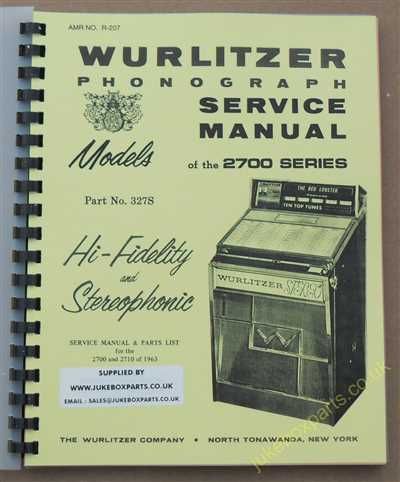 AMR NO. R-207
WURLITZER
PHONOGRAPH
SERVICE
MANUAL
Models
of the 2700 SERIES
Part No. 327S
THE RED LOBSTER
TEN TOP TUNES
Hi-Fidelity
and
Stereophonic
WURLITZER STEREO
SERVICE MANUAL & PARTS LIST
for the
2700 and 2710 of 1963
SUPPLIED BY
WWW.JUKEBOXPARTS.CO.UK
EMAIL : SALES@JUKEBOXPARTS.CO.UK
THE WURLITZER COMPANY • NORTH TONAWANDA, NEW YORK
jukeboxparts.co.uk